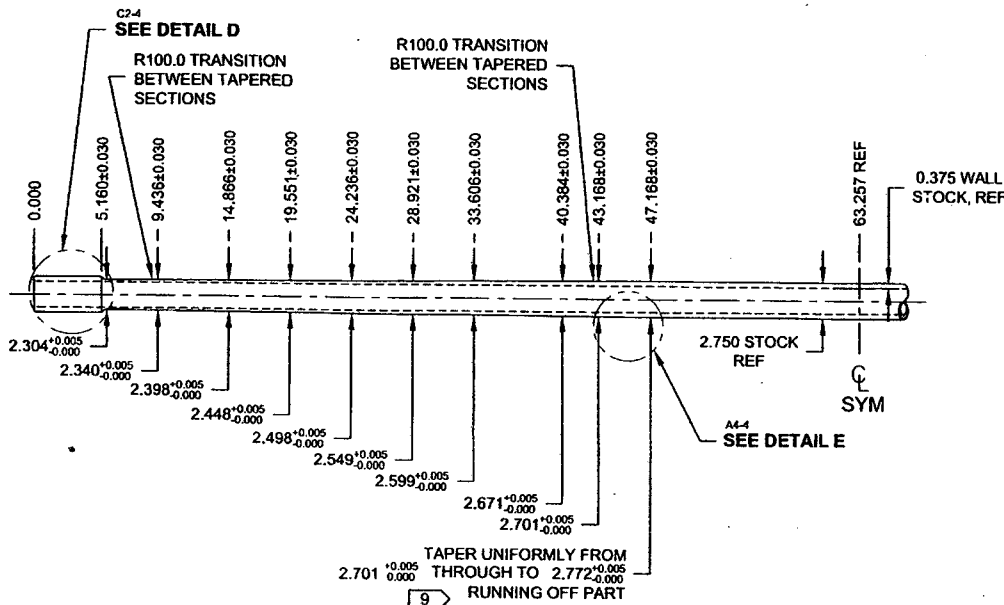 C2-4
SEE DETAIL D
R100.0 TRANSITION
BETWEEN TAPERED
SECTIONS
R100.0 TRANSITION
BETWEEN TAPERED
SECTIONS
0.000
5.160±0.030
9.436±0.030
14.866±0.030
19.551±0.030
24.236±0.030
28.921±0.030
33.606±0.030
40.384±0.030
43.168±0.030
47.168±0.030
63.257 REF
0.375 WALL
STOCK, REF
2.304 +0.005 -0.000
2.340 +0.005 -0.000
2.398 +0.005 -0.000
2.448 +0.005 -0.000
2.498 +0.005 -0.000
2.549 +0.005 -0.000
2.599 +0.005 -0.000
2.671 +0.005 -0.000
2.701 +0.005 -0.000
2.750 STOCK
REF
CL
SYM
A4-4
SEE DETAIL E
TAPER UNIFORMLY FROM
2.701 +0.005 0.000 THROUGH TO 2.772 +0.005 -0.000
9 RUNNING OFF PART